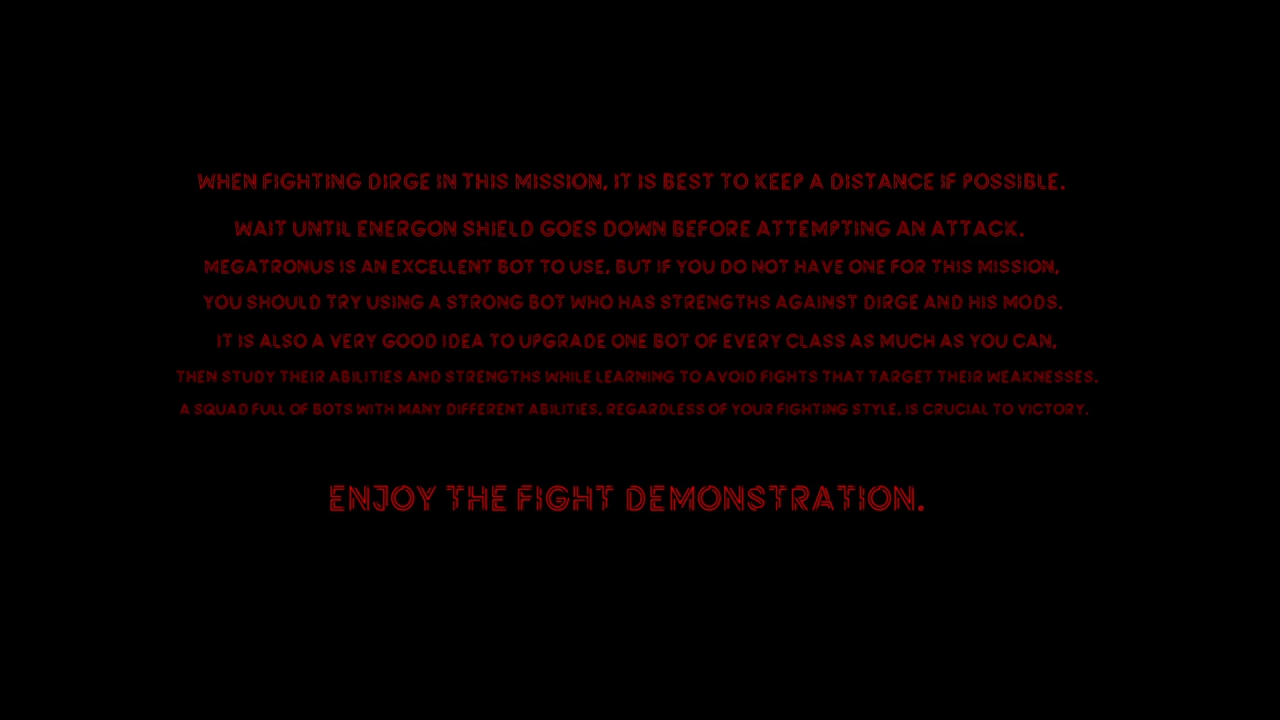 WHEN FIGHTING DIRGE IN THIS MISSION, IT IS BEST TO KEEP A DISTANCE IF POSSIBLE.
WAIT UNTIL ENERGON SHIELD GOES DOWN BEFORE ATTEMPTING AN ATTACK.
MEGATRONUS IS AN EXCELLENT BOT TO USE, BUT IF YOU DO NOT HAVE ONE FOR THIS MISSION,
YOU SHOULD TRY USING A STRONG BOT WHO HAS STRENGTHS AGAINST DIRGE AND HIS MODS.
IT IS ALSO A VERY GOOD IDEA TO UPGRADE ONE BOT OF EVERY CLASS AS MUCH AS YOU CAN,
THEN STUDY THEIR ABILITIES AND STRENGTHS WHILE LEARNING TO AVOID FIGHTS THAT TARGET THEIR WEAKNESSES.
A SQUAD FULL OF BOTS WITH MANY DIFFERENT ABILITIES, REGARDLESS OF YOUR FIGHTING STYLE, IS CRUCIAL TO VICTORY.
ENJOY THE FIGHT DEMONSTRATION.